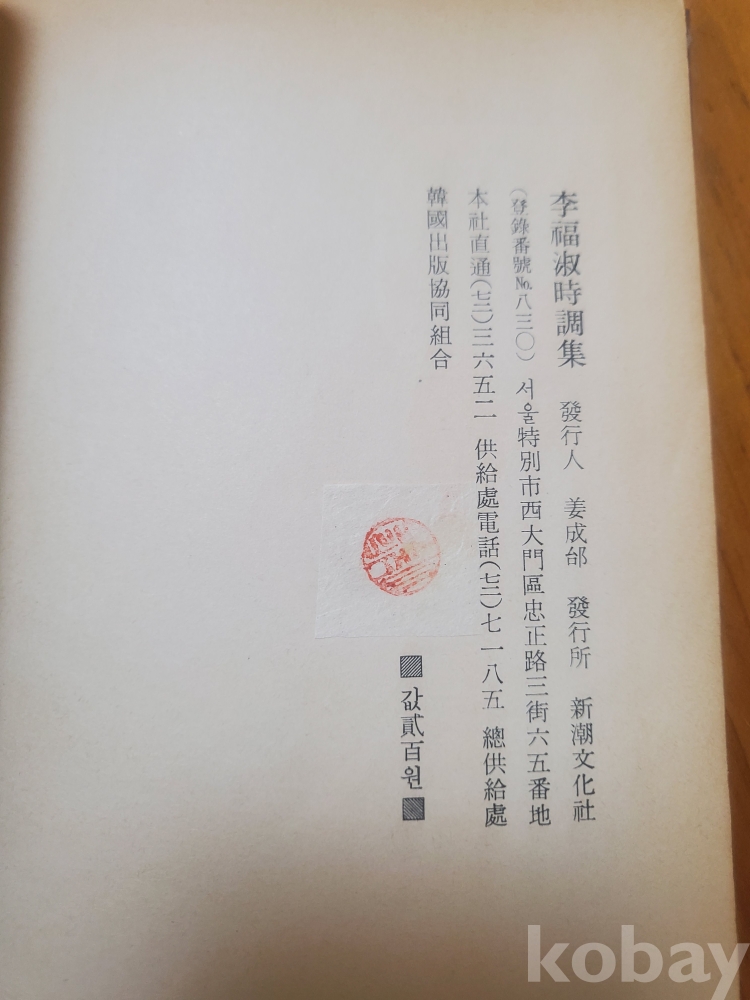 李福淑時調集 發行人 姜成邰 發行所 新潮文化社
(登錄番號 No.八三〇) 서울特別市西大門區忠正路三街六五番地
本社直通(七三)三六五二 供給處電話(七三)七一八五 總供給處
韓國出版協同組合
값貳百원
kobay